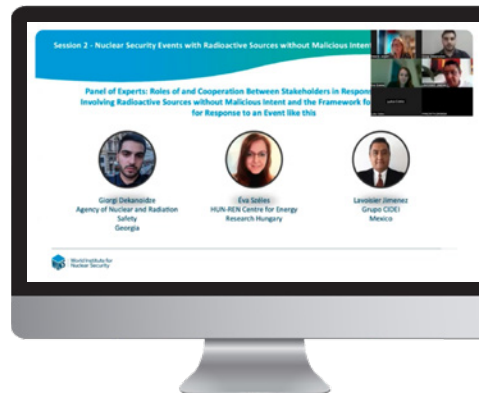 Session 2 - Nuclear Security Events with Radioactive Sources without Malicious Intent
Panel of Experts: Roles of and Cooperation Between Stakeholders in Respon
Involving Radioactive Sources without Malicious Intent and the Framework fo
for Response to an Event like this
Giorgi Dekanoidze
Agency of Nuclear and Radiation
Safety
Georgia
Éva Széles
HUN-REN Centre for Energy
Research Hungary
Lavoisier Jimenez
Grupo CIDEI
Mexico
World Institute for
Nuclear Security